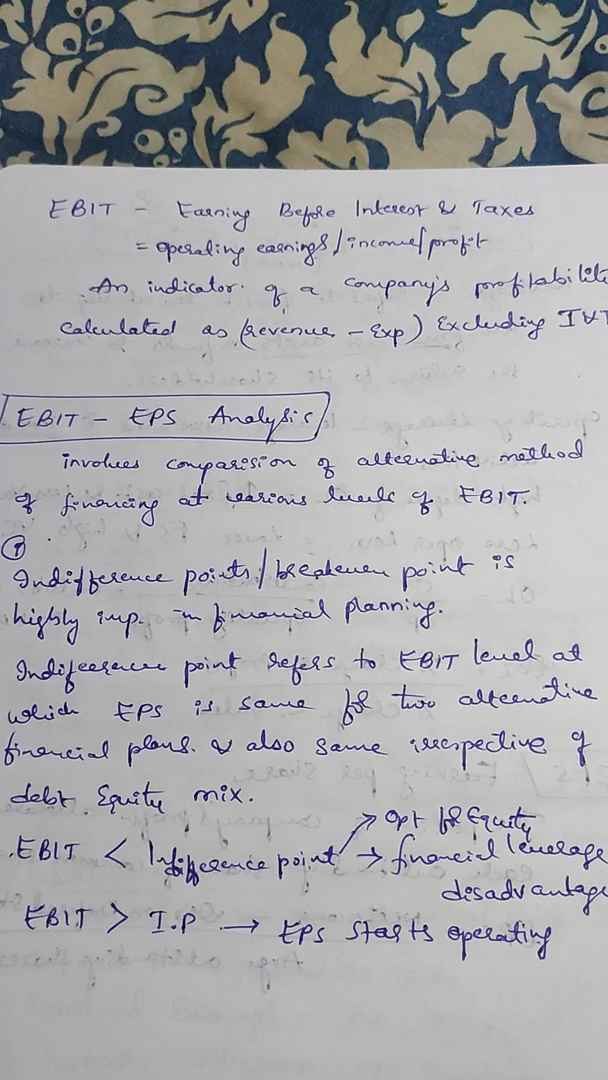 EBIT - Earning Before Interest & Taxes
= operating earnings/income/profit
An indicator of a company's profitabilit
calculated as (revenue - Exp) Excluding I & T
EBIT - EPS Analysis
involves comparision of alternative method
of financing at various levels of EBIT.
Indifference points/breakeven point is
highly imp. in financial planning.
Indifference point refers to EBIT level at
which EPS is same for two alternative
financial plans. & also same irrespective of
debt Equity mix.
→ opt for Equity
EBIT < Indifference point → financial leverage
disadvantage
EBIT > I.P → EPS starts operating